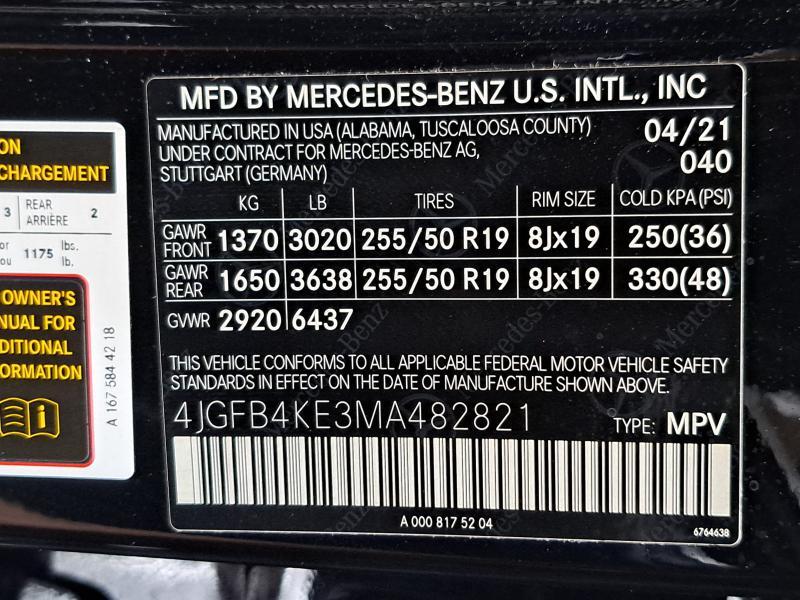 ON
CHARGEMENT
3 REAR ARRIÈRE 2
or
ou 1175 lbs.
lb.
OWNER'S
NUAL FOR
DITIONAL
FORMATION
A 167 584 42 18
MFD BY MERCEDES-BENZ U.S. INTL., INC
MANUFACTURED IN USA (ALABAMA, TUSCALOOSA COUNTY) 04/21
UNDER CONTRACT FOR MERCEDES-BENZ AG, 040
STUTTGART (GERMANY)
KG LB TIRES RIM SIZE COLD KPA (PSI)
GAWR FRONT 1370 3020 255/50 R19 8Jx19 250(36)
GAWR REAR 1650 3638 255/50 R19 8Jx19 330(48)
GVWR 2920 6437
THIS VEHICLE CONFORMS TO ALL APPLICABLE FEDERAL MOTOR VEHICLE SAFETY
STANDARDS IN EFFECT ON THE DATE OF MANUFACTURE SHOWN ABOVE.
4JGFB4KE3MA482821 TYPE: MPV
A 000 817 52 04
6764638